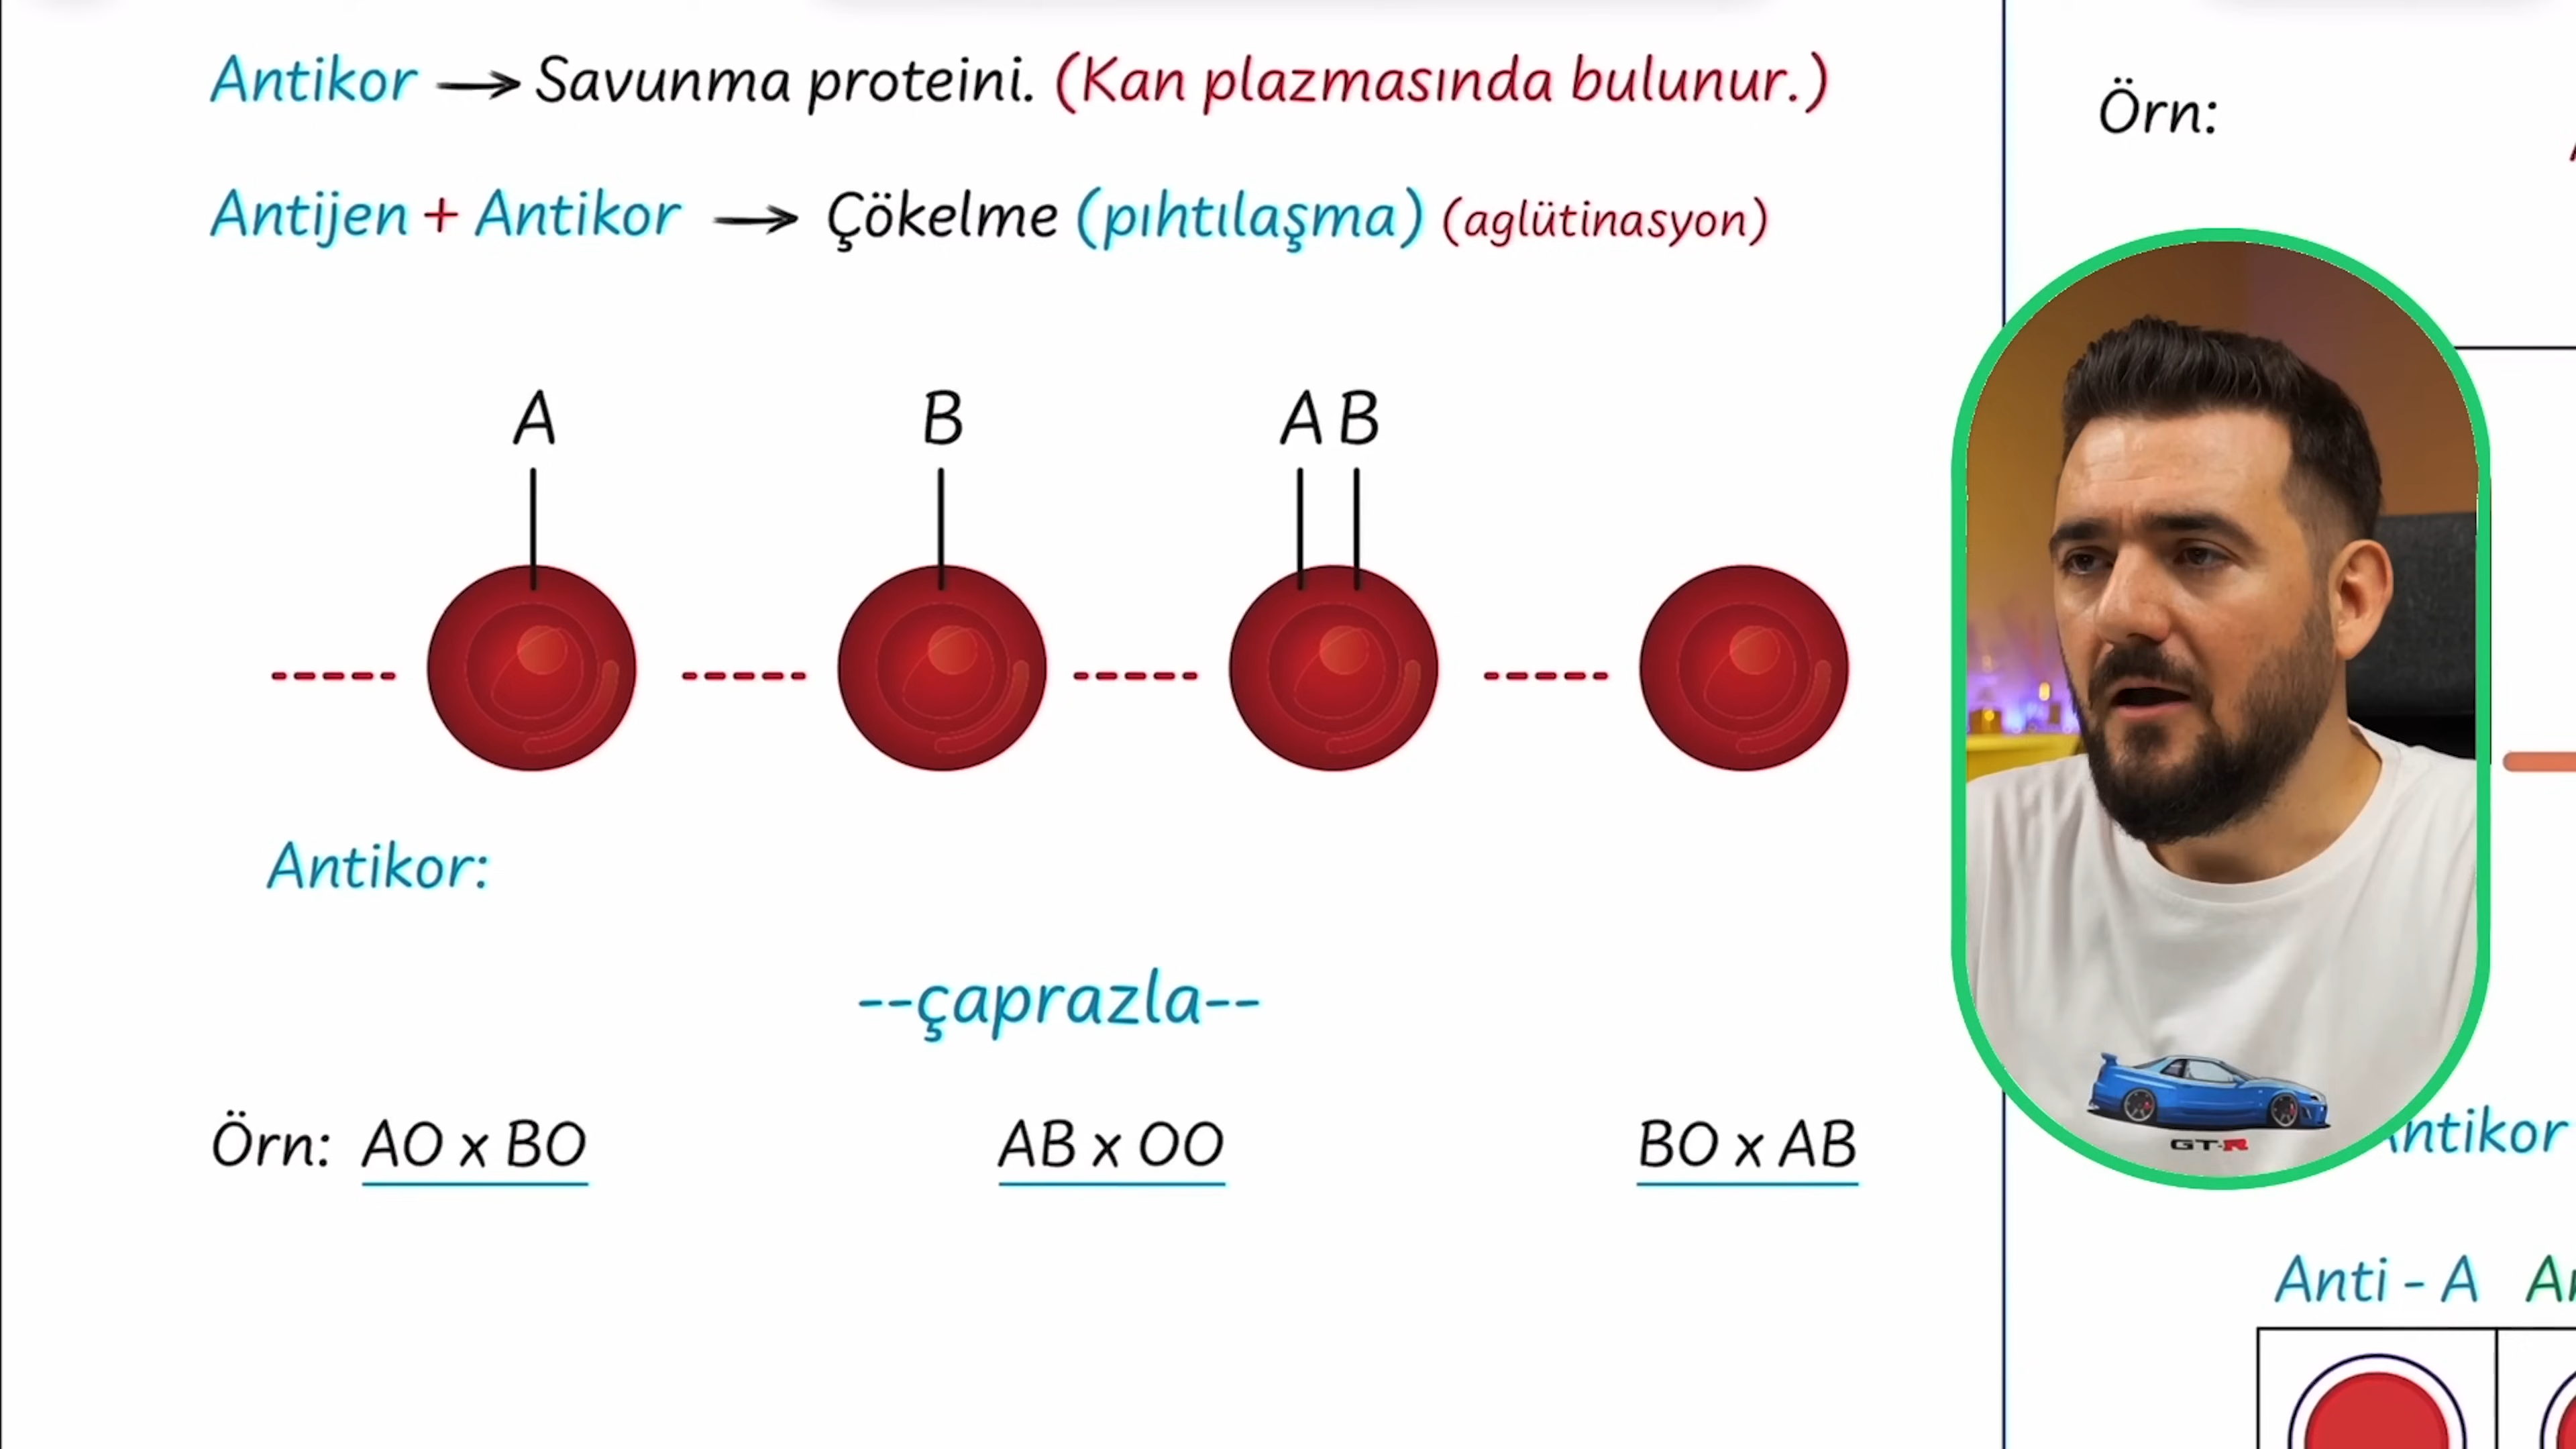 Antikor → Savunma proteini. (Kan plazmasında bulunur.)
Antijen + Antikor → Çökelme (pıhtılaşma) (aglütinasyon)
A B A B
Antikor:
--çaprazla--
Örn: AO x BO AB x OO BO x AB
Örn:
GT-R
Anti - A